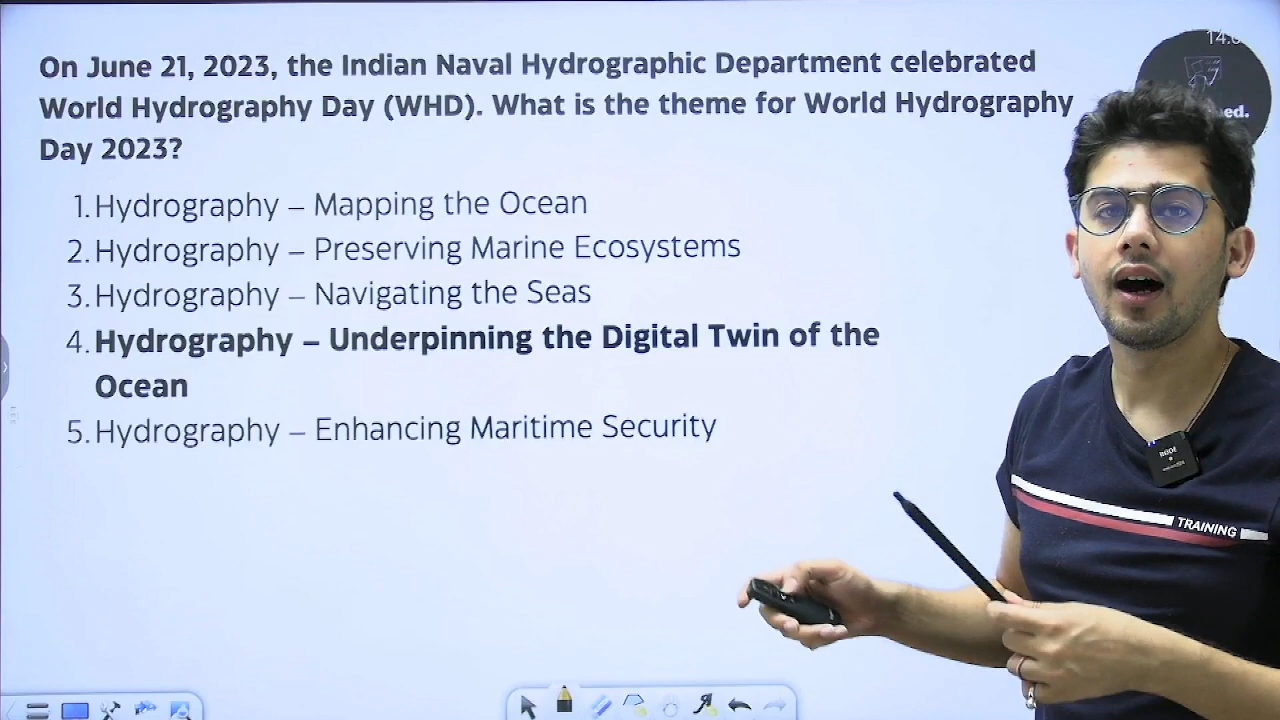 On June 21, 2023, the Indian Naval Hydrographic Department celebrated
World Hydrography Day (WHD). What is the theme for World Hydrography
Day 2023?
1. Hydrography – Mapping the Ocean
2. Hydrography – Preserving Marine Ecosystems
3. Hydrography – Navigating the Seas
4. Hydrography – Underpinning the Digital Twin of the
Ocean
5. Hydrography – Enhancing Maritime Security
TRAINING